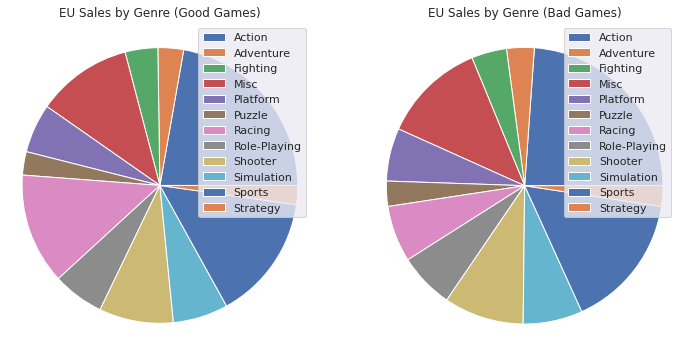 EU Sales by Genre (Good Games)
Action
Adventure
Fighting
Misc
Platform
Puzzle
Racing
Role-Playing
Shooter
Simulation
Sports
Strategy
EU Sales by Genre (Bad Games)
Action
Adventure
Fighting
Misc
Platform
Puzzle
Racing
Role-Playing
Shooter
Simulation
Sports
Strategy